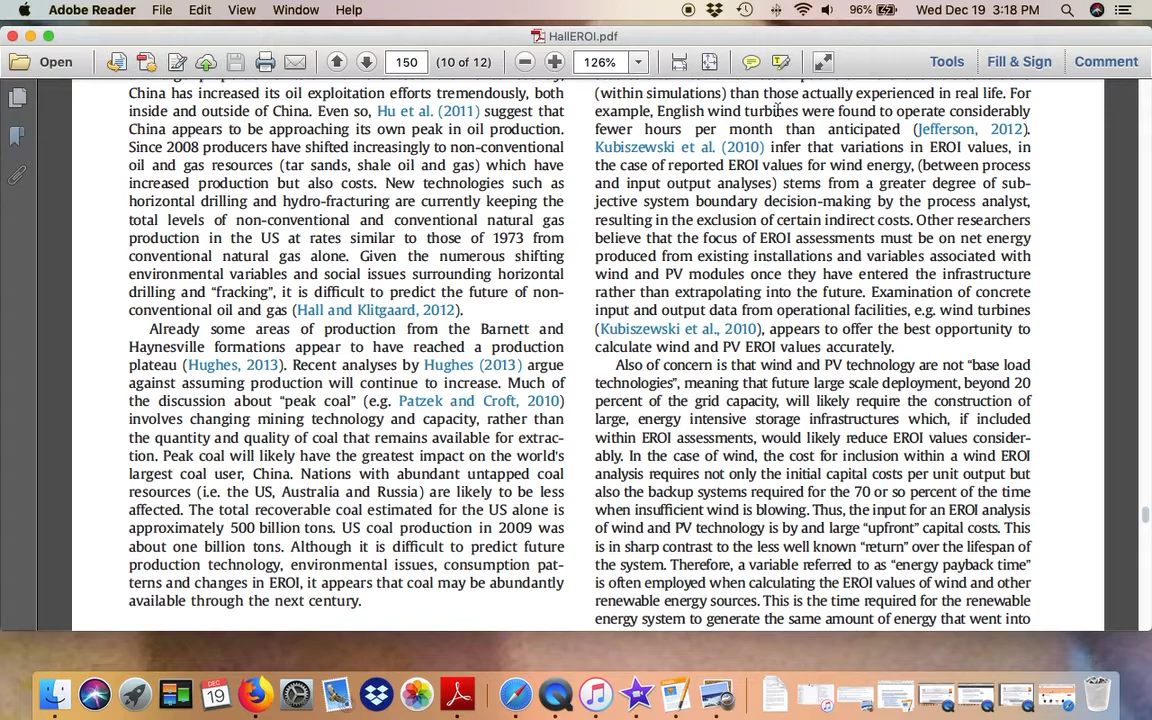 Adobe Reader File Edit View Window Help 96% Wed Dec 19 3:18 PM
HallEROI.pdf
Open 150 (10 of 12) 126% Tools Fill & Sign Comment
China has increased its oil exploitation efforts tremendously, both
inside and outside of China. Even so, Hu et al. (2011) suggest that
China appears to be approaching its own peak in oil production.
Since 2008 producers have shifted increasingly to non-conventional
oil and gas resources (tar sands, shale oil and gas) which have
increased production but also costs. New technologies such as
horizontal drilling and hydro-fracturing are currently keeping the
total levels of non-conventional and conventional natural gas
production in the US at rates similar to those of 1973 from
conventional natural gas alone. Given the numerous shifting
environmental variables and social issues surrounding horizontal
drilling and “fracking”, it is difficult to predict the future of non-
conventional oil and gas (Hall and Klitgaard, 2012).
Already some areas of production from the Barnett and
Haynesville formations appear to have reached a production
plateau (Hughes, 2013). Recent analyses by Hughes (2013) argue
against assuming production will continue to increase. Much of
the discussion about “peak coal” (e.g. Patzek and Croft, 2010)
involves changing mining technology and capacity, rather than
the quantity and quality of coal that remains available for extrac-
tion. Peak coal will likely have the greatest impact on the world's
largest coal user, China. Nations with abundant untapped coal
resources (i.e. the US, Australia and Russia) are likely to be less
affected. The total recoverable coal estimated for the US alone is
approximately 500 billion tons. US coal production in 2009 was
about one billion tons. Although it is difficult to predict future
production technology, environmental issues, consumption pat-
terns and changes in EROI, it appears that coal may be abundantly
available through the next century.
(within simulations) than those actually experienced in real life. For
example, English wind turbines were found to operate considerably
fewer hours per month than anticipated (Jefferson, 2012).
Kubiszewski et al. (2010) infer that variations in EROI values, in
the case of reported EROI values for wind energy, (between process
and input output analyses) stems from a greater degree of sub-
jective system boundary decision-making by the process analyst,
resulting in the exclusion of certain indirect costs. Other researchers
believe that the focus of EROI assessments must be on net energy
produced from existing installations and variables associated with
wind and PV modules once they have entered the infrastructure
rather than extrapolating into the future. Examination of concrete
input and output data from operational facilities, e.g. wind turbines
(Kubiszewski et al., 2010), appears to offer the best opportunity to
calculate wind and PV EROI values accurately.
Also of concern is that wind and PV technology are not “base load
technologies”, meaning that future large scale deployment, beyond 20
percent of the grid capacity, will likely require the construction of
large, energy intensive storage infrastructures which, if included
within EROI assessments, would likely reduce EROI values consider-
ably. In the case of wind, the cost for inclusion within a wind EROI
analysis requires not only the initial capital costs per unit output but
also the backup systems required for the 70 or so percent of the time
when insufficient wind is blowing. Thus, the input for an EROI analysis
of wind and PV technology is by and large “upfront” capital costs. This
is in sharp contrast to the less well known “return” over the lifespan of
the system. Therefore, a variable referred to as “energy payback time”
is often employed when calculating the EROI values of wind and other
renewable energy sources. This is the time required for the renewable
energy system to generate the same amount of energy that went into
DEC
19